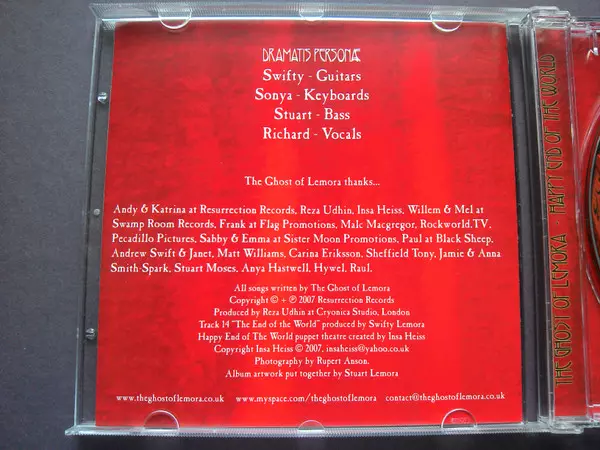 DRAMATIS PERSONÆ
Swifty - Guitars
Sonya - Keyboards
Stuart - Bass
Richard - Vocals
The Ghost of Lemora thanks...
Andy & Katrina at Resurrection Records, Reza Udhin, Insa Heiss, Willem & Mel at
Swamp Room Records, Frank at Flag Promotions, Malc Macgregor, Rockworld.TV,
Pecadillo Pictures, Sabby & Emma at Sister Moon Promotions, Paul at Black Sheep,
Andrew Swift & Janet, Matt Williams, Carina Eriksson, Sheffield Tony, Jamie & Anna
Smith-Spark, Stuart Moses, Anya Hastwell, Hywel, Raul.
All songs written by The Ghost of Lemora
Copyright © + ℗ 2007 Resurrection Records
Produced by Reza Udhin at Cryonica Studio, London
Track 14 "The End of the World" produced by Swifty Lemora
Happy End of The World puppet theatre created by Insa Heiss
Copyright Insa Heiss © 2007, insaheiss@yahoo.co.uk
Photography by Rupert Anson.
Album artwork put together by Stuart Lemora
www.theghostoflemora.co.uk www.myspace.com/theghostoflemora contact@theghostoflemora.co.uk
THE GHOST OF LEMORA - HAPPY END OF THE WORLD